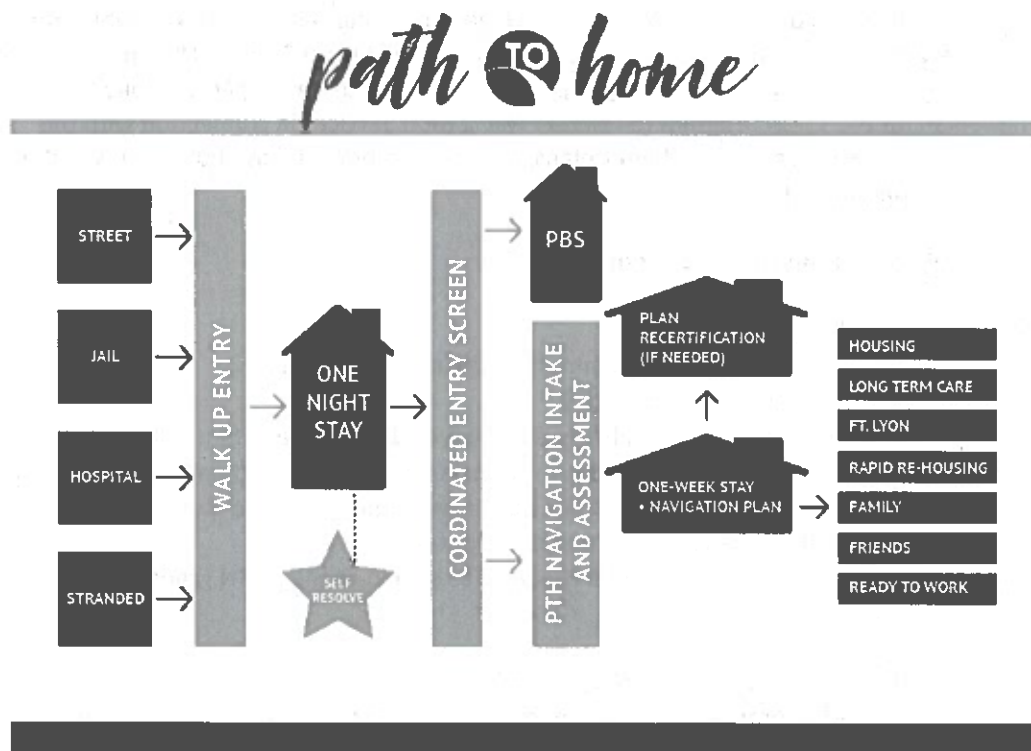 path TO home
STREET
JAIL
HOSPITAL
STRANDED
WALK UP ENTRY
ONE
NIGHT
STAY
SELF
RESOLVE
CORDINATED ENTRY SCREEN
PBS
PTH NAVIGATION INTAKE
AND ASSESSMENT
PLAN
RECERTIFICATION
(IF NEEDED)
ONE-WEEK STAY
• NAVIGATION PLAN
HOUSING
LONG TERM CARE
FT. LYON
RAPID RE-HOUSING
FAMILY
FRIENDS
READY TO WORK